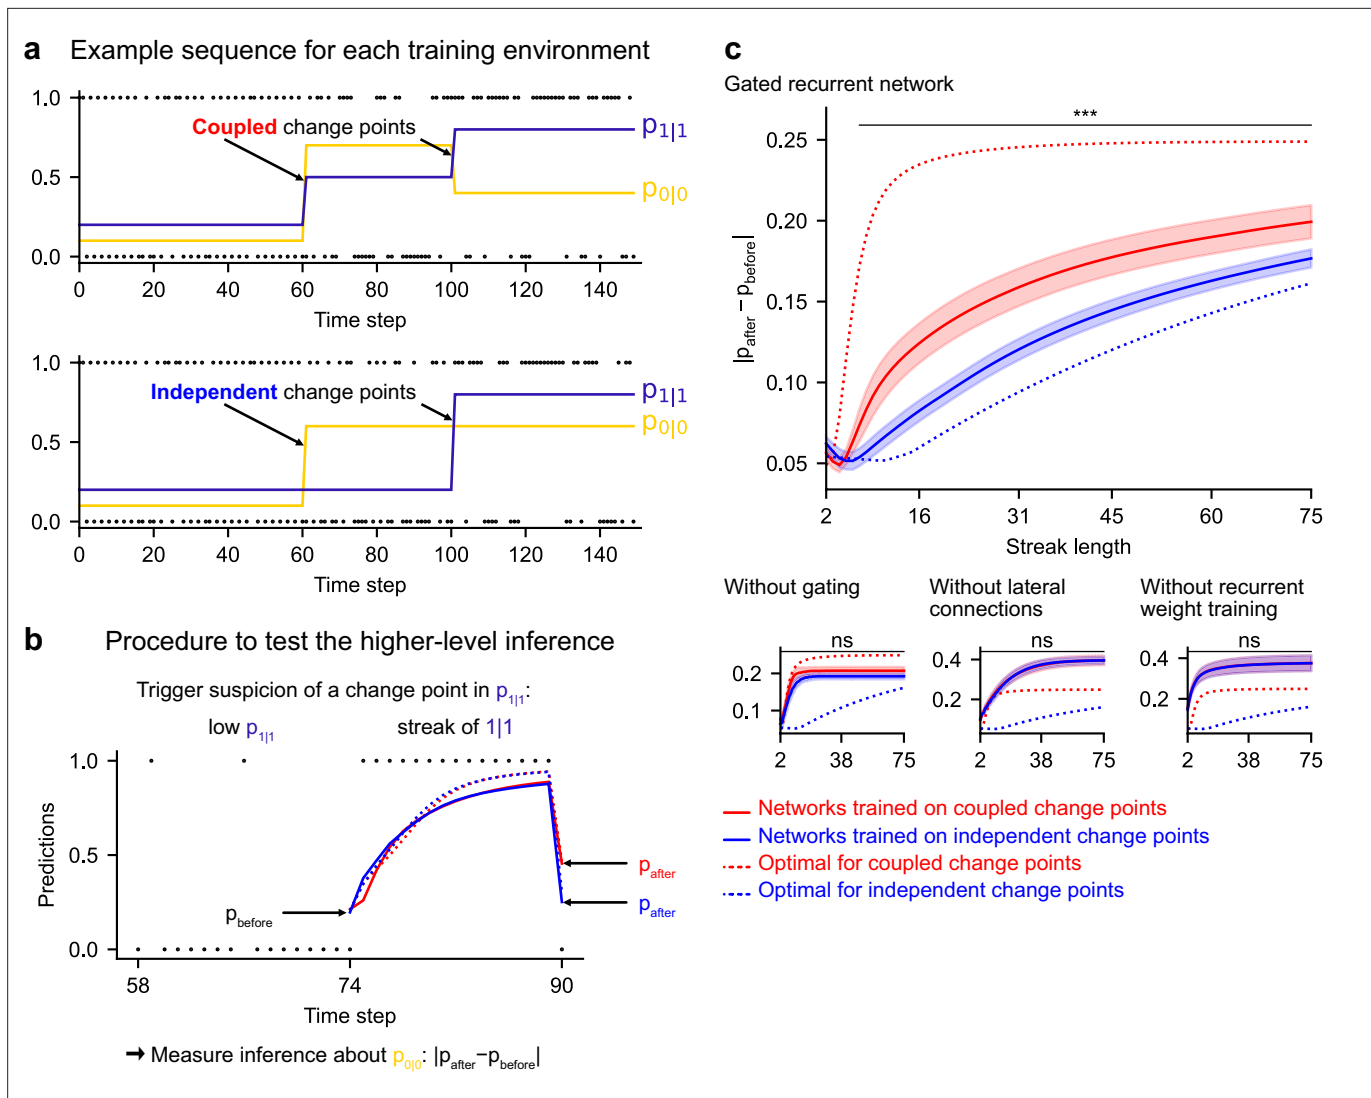 a Example sequence for each training environment
1.0
0.5
0.0
Coupled change points
p1|1
p0|0
0 20 40 60 80 100 120 140
Time step
1.0
0.5
0.0
Independent change points
p1|1
p0|0
0 20 40 60 80 100 120 140
Time step
b Procedure to test the higher-level inference
Trigger suspicion of a change point in p1|1:
low p1|1 streak of 1|1
1.0
0.5
0.0
Predictions
pbefore
pafter
pafter
58 74 90
Time step
➞ Measure inference about p0|0: |pafter−pbefore|
c
Gated recurrent network
***
0.25
0.20
0.15
0.10
0.05
|pafter − pbefore|
2 16 31 45 60 75
Streak length
Without gating
ns
0.2
0.1
2 38 75
Without lateral
connections
ns
0.4
0.2
2 38 75
Without recurrent
weight training
ns
0.4
0.2
2 38 75
Networks trained on coupled change points
Networks trained on independent change points
Optimal for coupled change points
Optimal for independent change points